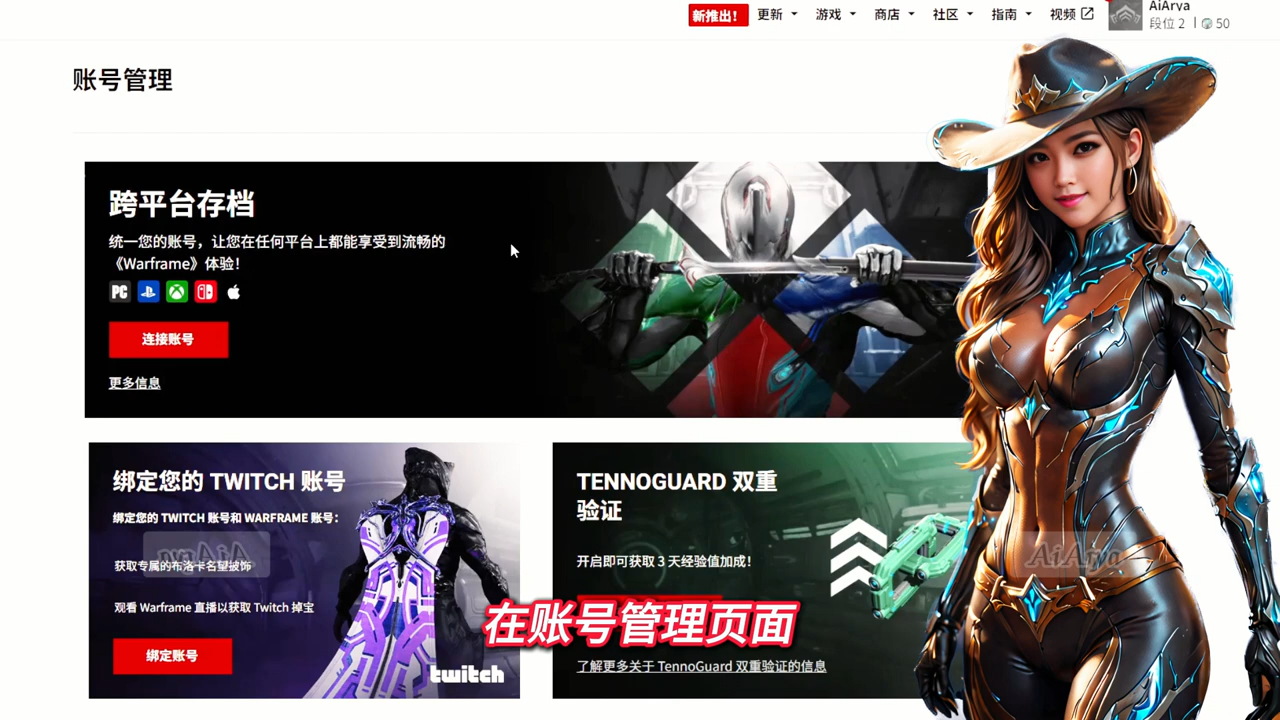 新推出！ 更新 游戏 商店 社区 指南 视频
AiArya
段位 2 | 50
账号管理
跨平台存档
统一您的账号，让您在任何平台上都能享受到流畅的
《Warframe》体验！
PC
连接账号
更多信息
绑定您的 TWITCH 账号
绑定您的 TWITCH 账号和 WARFRAME 账号：
AiArya
获取专属的布洛卡名望披饰
观看 Warframe 直播以获取 Twitch 掉宝
绑定账号
twitch
TENNOGUARD 双重
验证
开启即可获取 3 天经验值加成！
了解更多关于 TennoGuard 双重验证的信息
AiArya
在账号管理页面